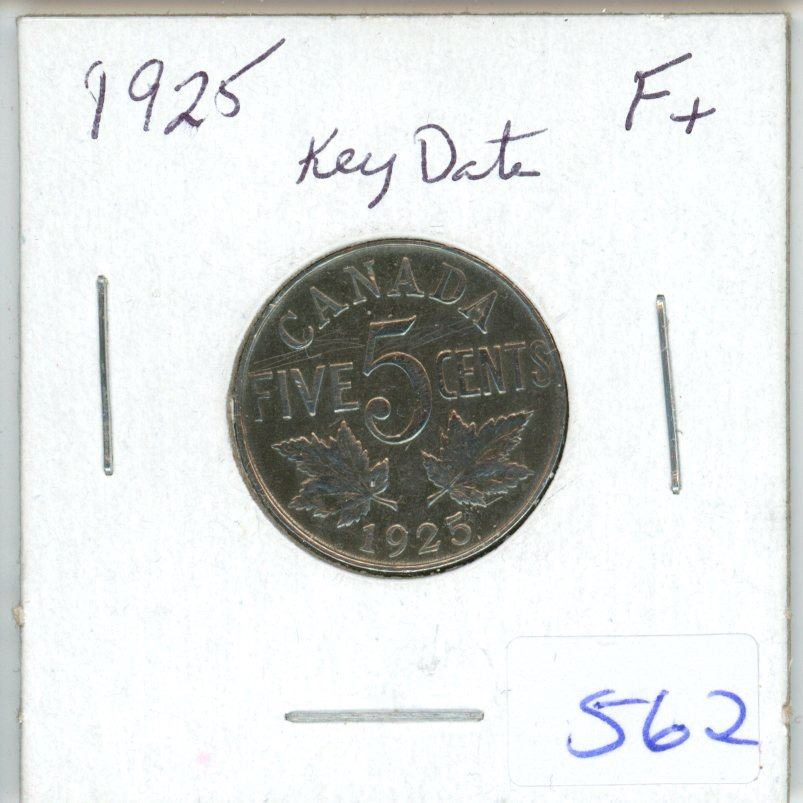 1925 F+
Key Date
CANADA
FIVE 5 CENTS
1925
562